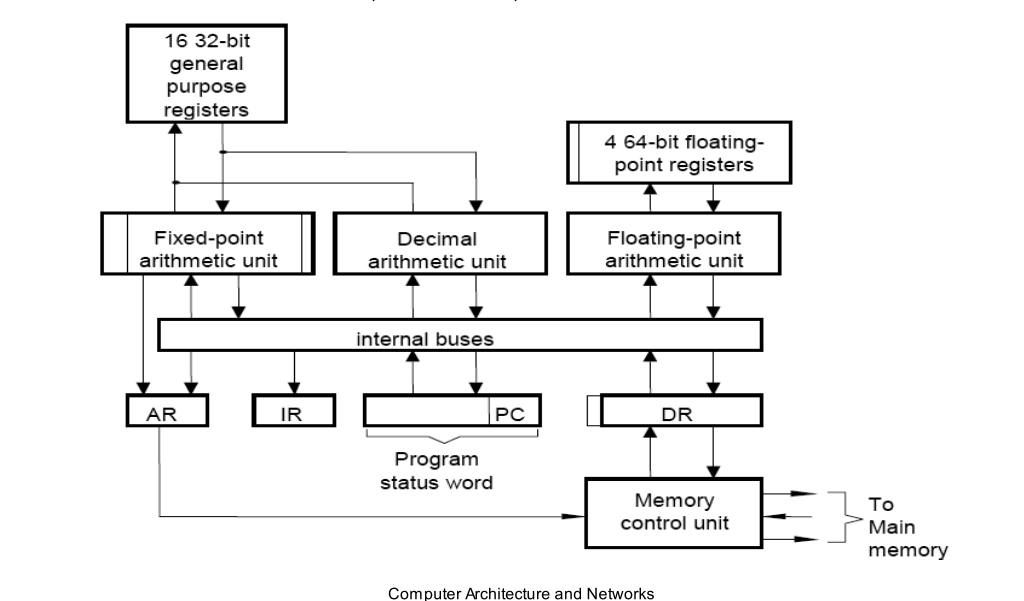 16 32-bit
general
purpose
registers
4 64-bit floating-
point registers
Fixed-point
arithmetic unit
Decimal
arithmetic unit
Floating-point
arithmetic unit
internal buses
AR
IR
PC
DR
Program
status word
Memory
control unit
To
Main
memory
Computer Architecture and Networks